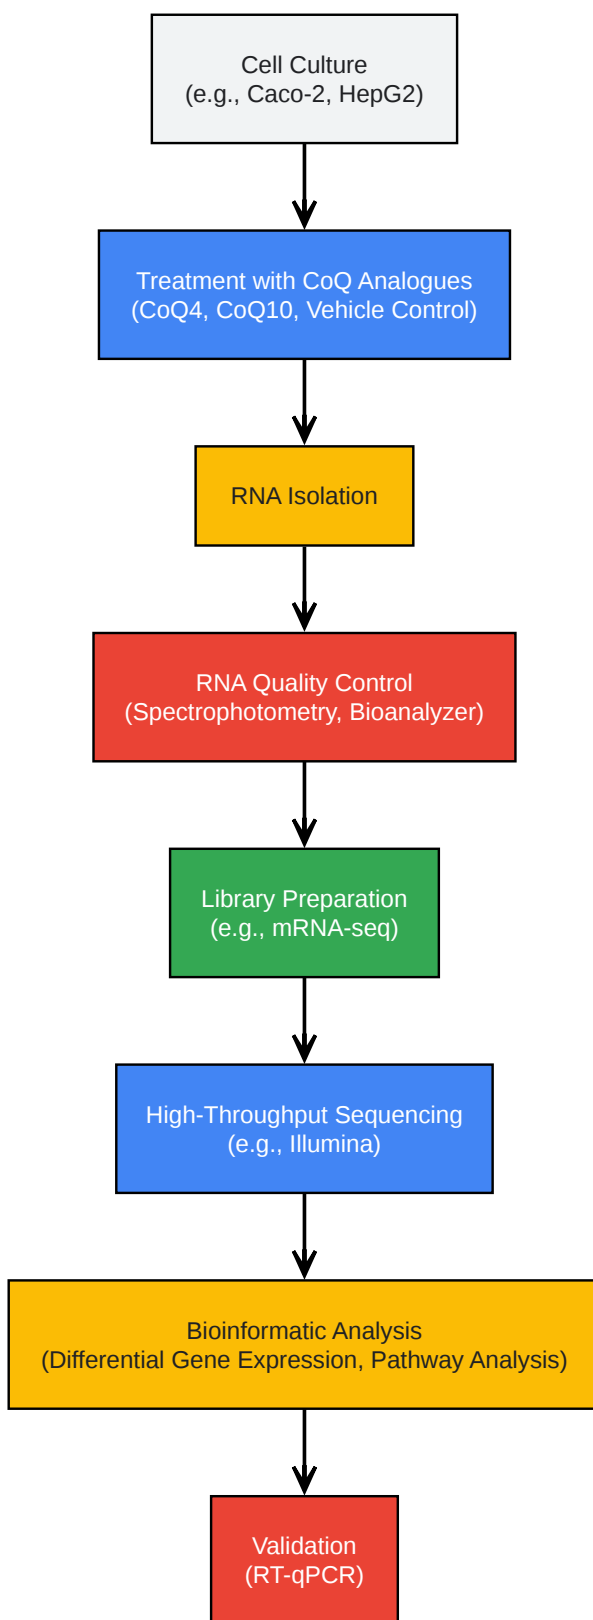 Cell Culture
(e.g., Caco-2, HepG2)
Treatment with CoQ Analogues
(CoQ4, CoQ10, Vehicle Control)
RNA Isolation
RNA Quality Control
(Spectrophotometry, Bioanalyzer)
Library Preparation
(e.g., mRNA-seq)
High-Throughput Sequencing
(e.g., Illumina)
Bioinformatic Analysis
(Differential Gene Expression, Pathway Analysis)
Validation
(RT-qPCR)